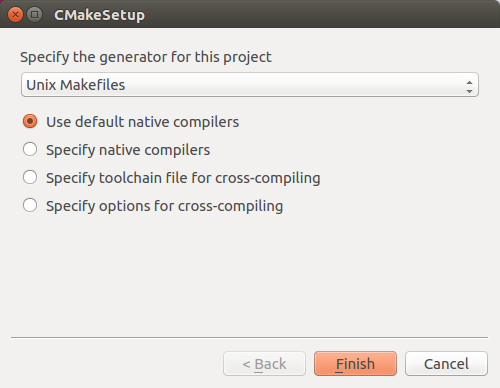 CMakeSetup
Specify the generator for this project
Unix Makefiles
Use default native compilers
Specify native compilers
Specify toolchain file for cross-compiling
Specify options for cross-compiling
< Back Finish Cancel